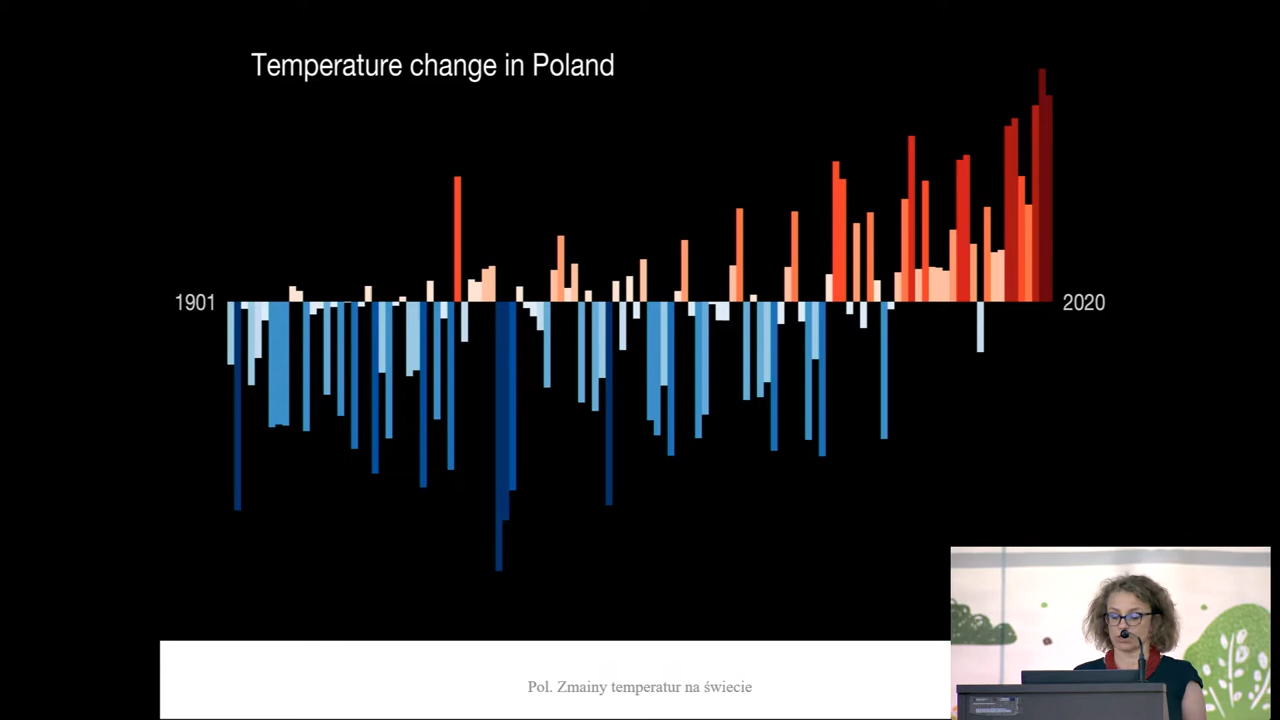 Temperature change in Poland
1901
2020
Pol. Zmainy temperatur na świecie